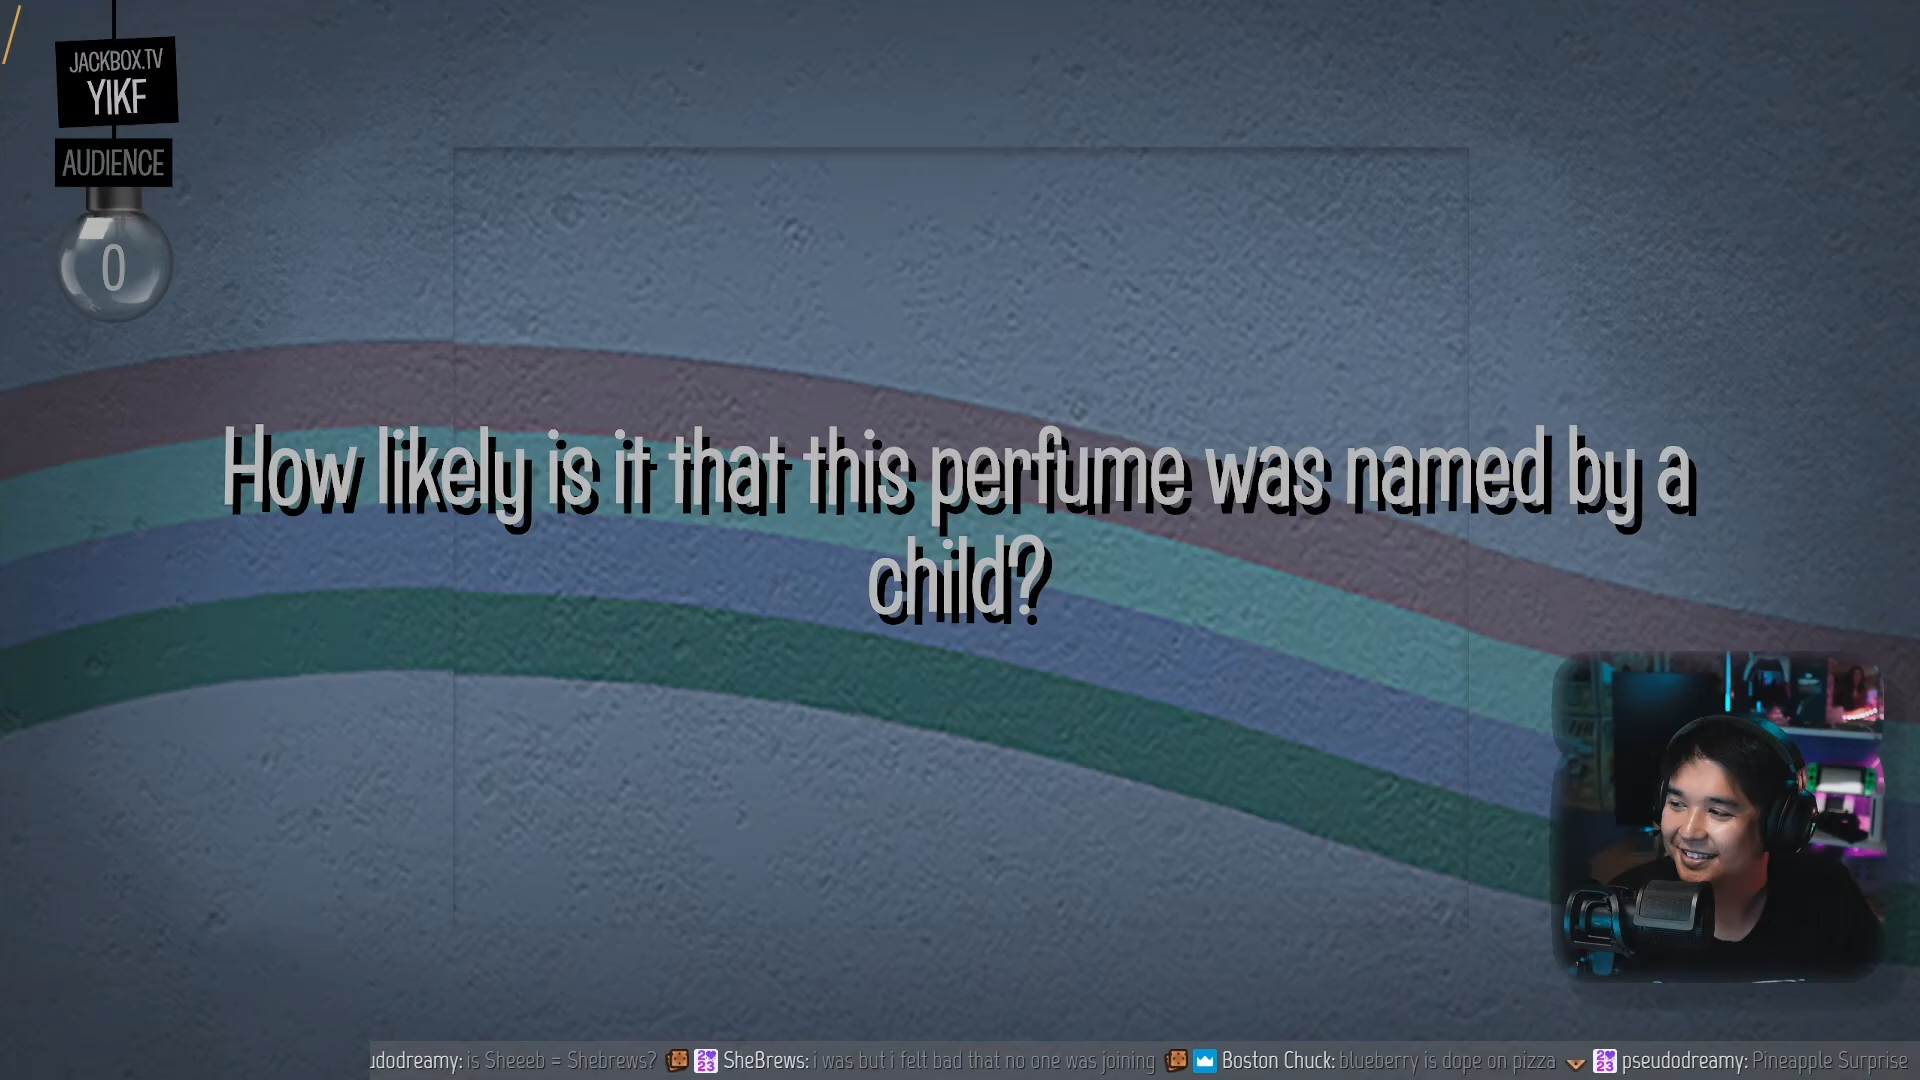 JACKBOX.TV
YIKF
AUDIENCE
0
How likely is it that this perfume was named by a
child?
udodreamy: is Sheeeb = Shebrews? SheBrews: i was but i felt bad that no one was joining Boston Chuck: blueberry is dope on pizza pseudodreamy: Pineapple Surprise